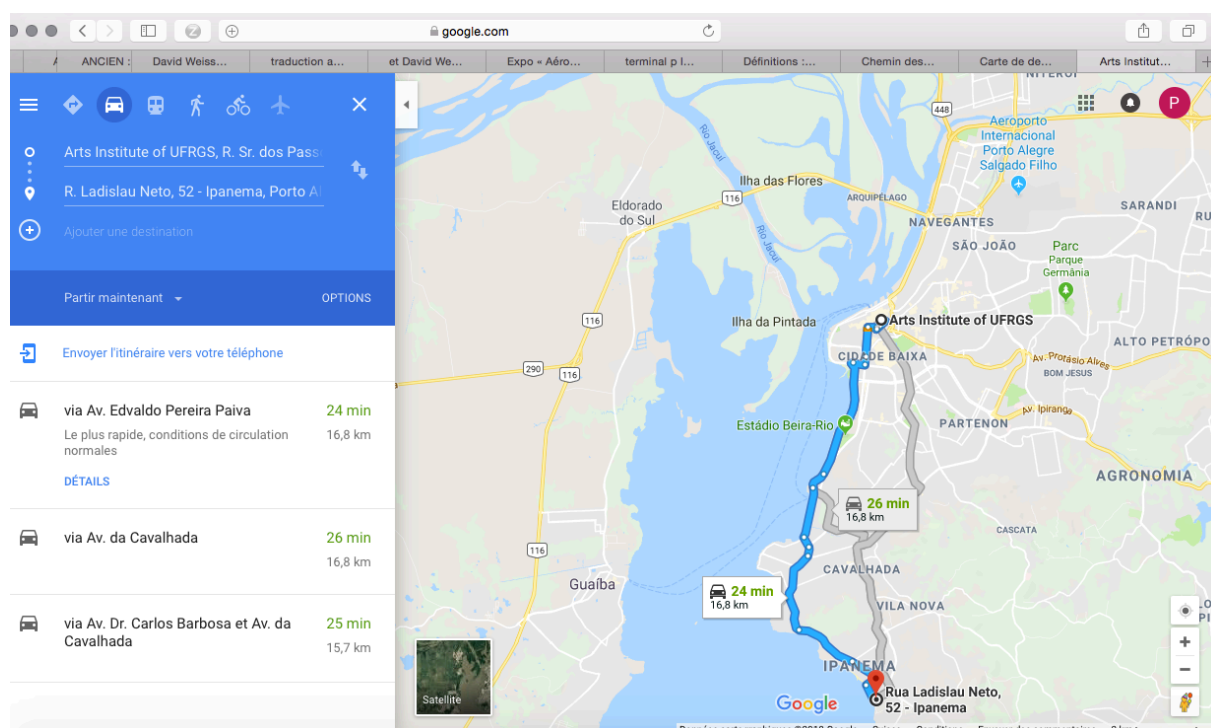 google.com
ANCIEN :
David Weiss...
traduction a...
et David We...
Expo « Aéro...
terminal p l...
Définitions :...
Chemin des...
Carte de de...
Arts Institut...
Arts Institute of UFRGS, R. Sr. dos Pass
R. Ladislau Neto, 52 - Ipanema, Porto Al
Ajouter une destination
Partir maintenant
OPTIONS
Envoyer l'itinéraire vers votre téléphone
via Av. Edvaldo Pereira Paiva
24 min
Le plus rapide, conditions de circulation
16,8 km
normales
DÉTAILS
via Av. da Cavalhada
26 min
16,8 km
via Av. Dr. Carlos Barbosa et Av. da
25 min
Cavalhada
15,7 km
Satellite
NITERÓI
P
448
Aeroporto
Internacional
Porto Alegre
Salgado Filho
Rio Jacuí
Ilha das Flores
116
ARQUIPÉLAGO
Eldorado
do Sul
SARANDI
RU
NAVEGANTES
Rio Jacuí
SÃO JOÃO
Parc
Parque
Germânia
116
Ilha da Pintada
Arts Institute of UFRGS
ALTO PETRÓPO
CIDADE BAIXA
Av. Protásio Alves
BOM JESUS
290
116
Av. Ipiranga
Estádio Beira-Rio
PARTENON
AGRONOMIA
26 min
16,8 km
CASCATA
116
CAVALHADA
Guaíba
24 min
16,8 km
VILA NOVA
IPANEMA
Rua Ladislau Neto,
52 - Ipanema
Google